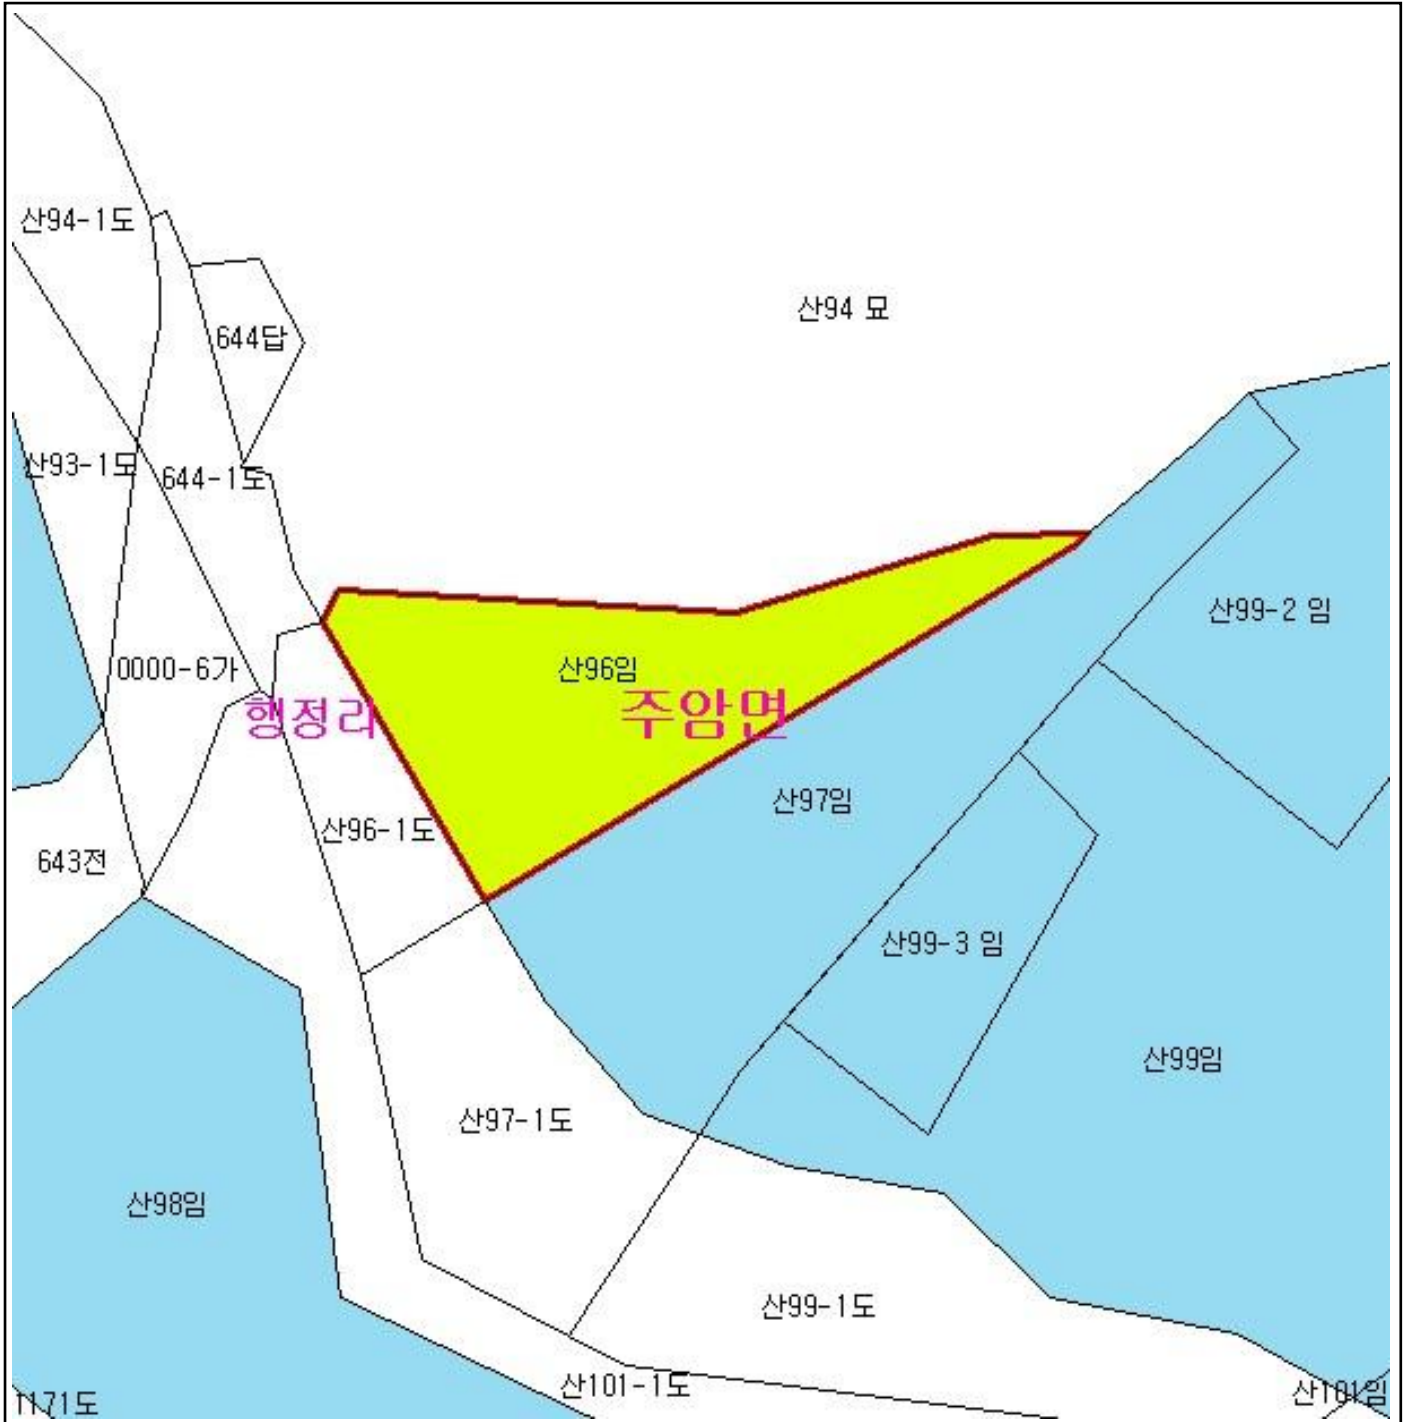 산94-1도
산94 묘
644답
산93-1도
644-1도
산99-2 임
0000-6가
산96임
행정리
주암면
산97임
산96-1도
643전
산99-3 임
산99임
산97-1도
산98임
산99-1도
산101-1도
산101임
1171도